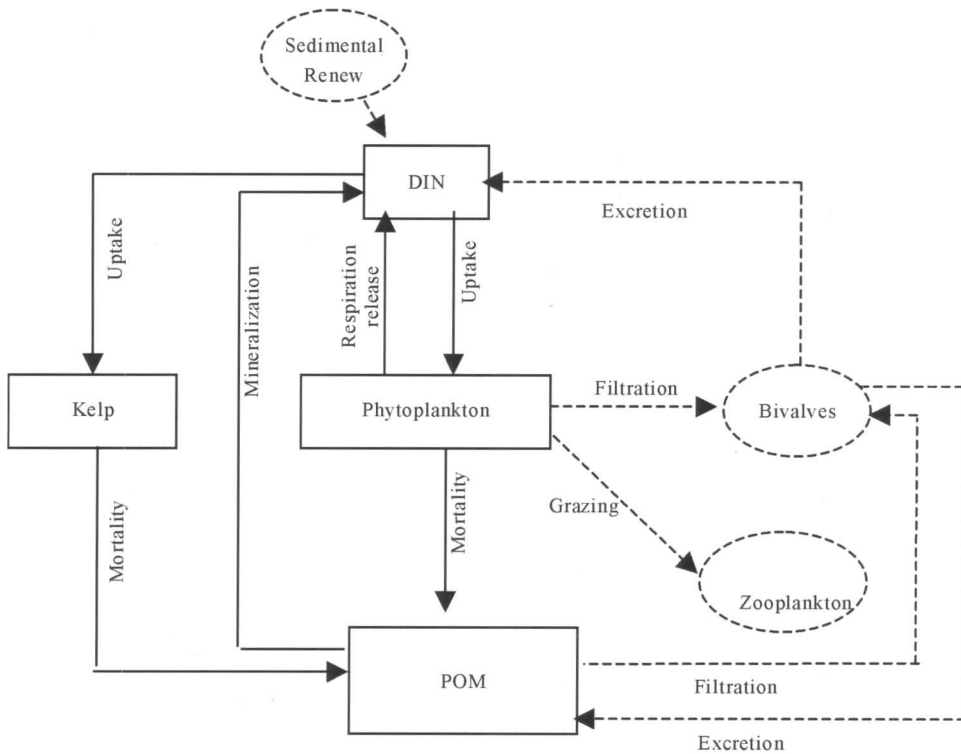 Sedimental
Renew
DIN
Excretion
Uptake
Mineralization
Respiration
release
Uptake
Kelp
Phytoplankton
Filtration
Bivalves
Mortality
Mortality
Grazing
Zooplankton
POM
Filtration
Excretion